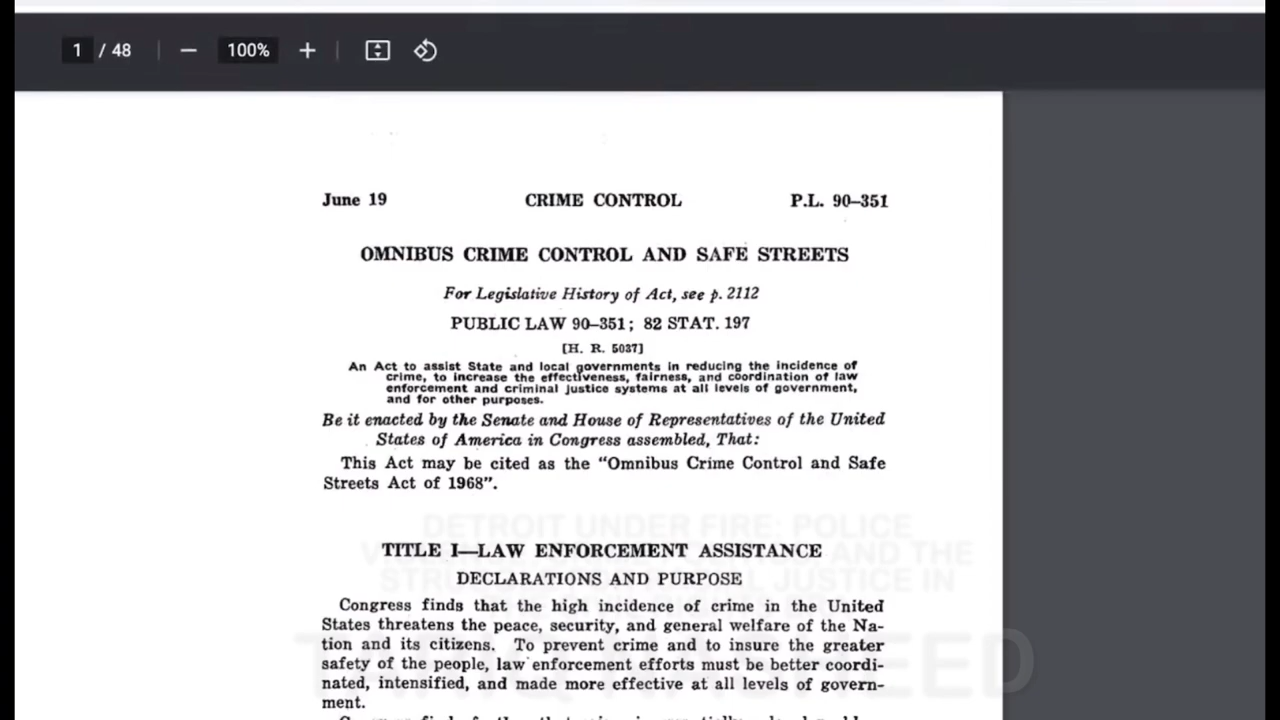 1 / 48 100%
June 19 CRIME CONTROL P.L. 90–351
OMNIBUS CRIME CONTROL AND SAFE STREETS
For Legislative History of Act, see p. 2112
PUBLIC LAW 90–351; 82 STAT. 197
[H. R. 5037]
An Act to assist State and local governments in reducing the incidence of
crime, to increase the effectiveness, fairness, and coordination of law
enforcement and criminal justice systems at all levels of government,
and for other purposes.
Be it enacted by the Senate and House of Representatives of the United
States of America in Congress assembled, That:
This Act may be cited as the “Omnibus Crime Control and Safe
Streets Act of 1968”.
DETROIT UNDER FIRE: POLICE
TITLE I—LAW ENFORCEMENT ASSISTANCE
AND THE
DECLARATIONS AND PURPOSE
JUSTICE IN
Congress finds that the high incidence of crime in the United
States threatens the peace, security, and general welfare of the Na-
tion and its citizens. To prevent crime and to insure the greater
safety of the people, law enforcement efforts must be better coordi-
nated, intensified, and made more effective at all levels of govern-
ment.